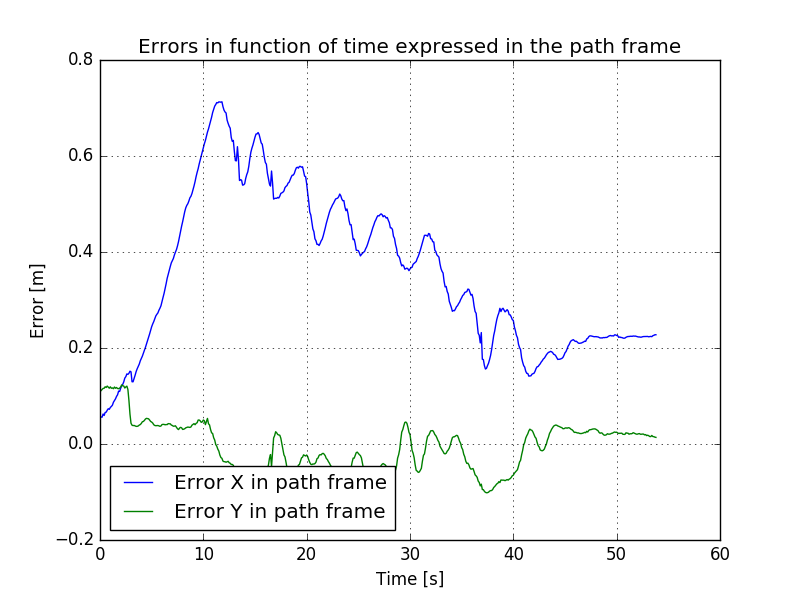 Errors in function of time expressed in the path frame
0.8
0.6
0.4
0.2
0.0
−0.2
Error [m]
Error X in path frame
Error Y in path frame
0 10 20 30 40 50 60
Time [s]